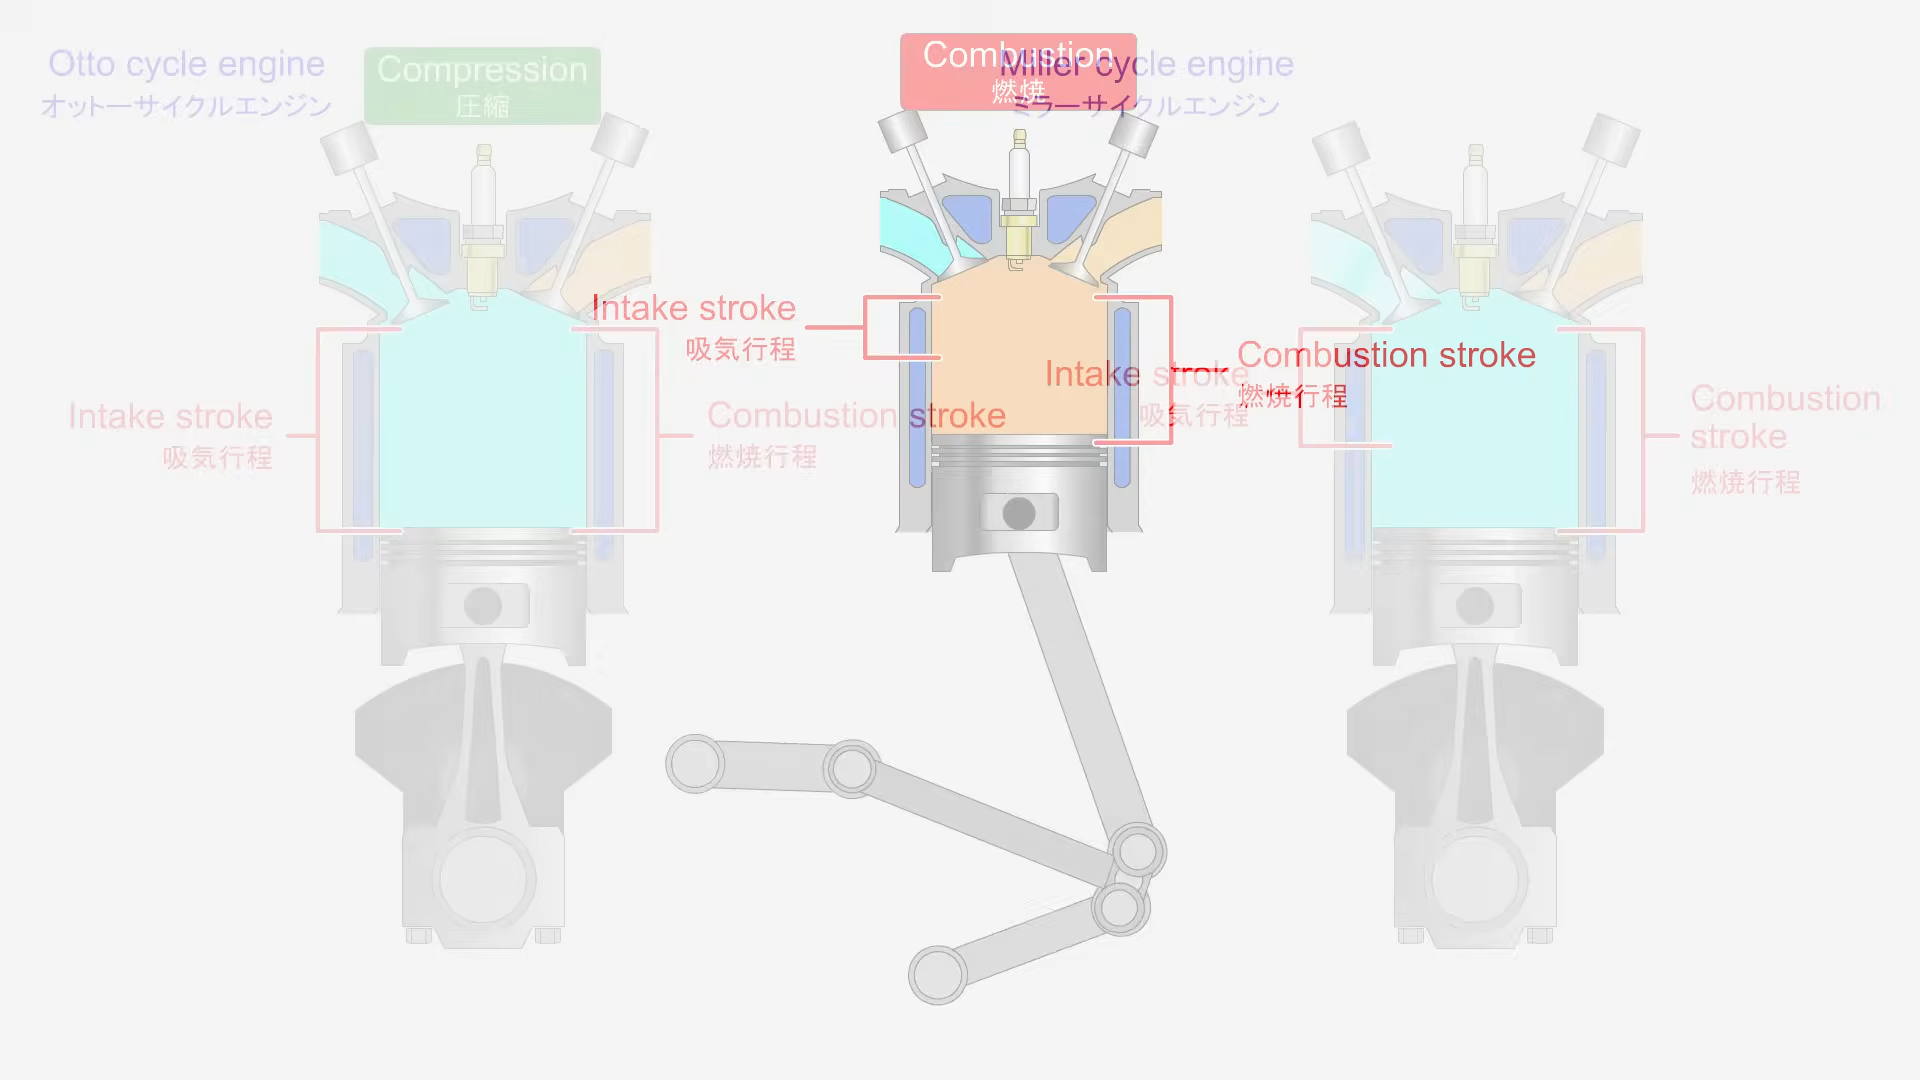 Otto cycle engine
オットーサイクルエンジン
Compression
圧縮
Combustion
燃焼
Miller cycle engine
ミラーサイクルエンジン
Intake stroke
吸気行程
Combustion stroke
燃焼行程
Intake stroke
吸気行程
Intake stroke
吸気行程
Combustion stroke
燃焼行程
Combustion
stroke
燃焼行程